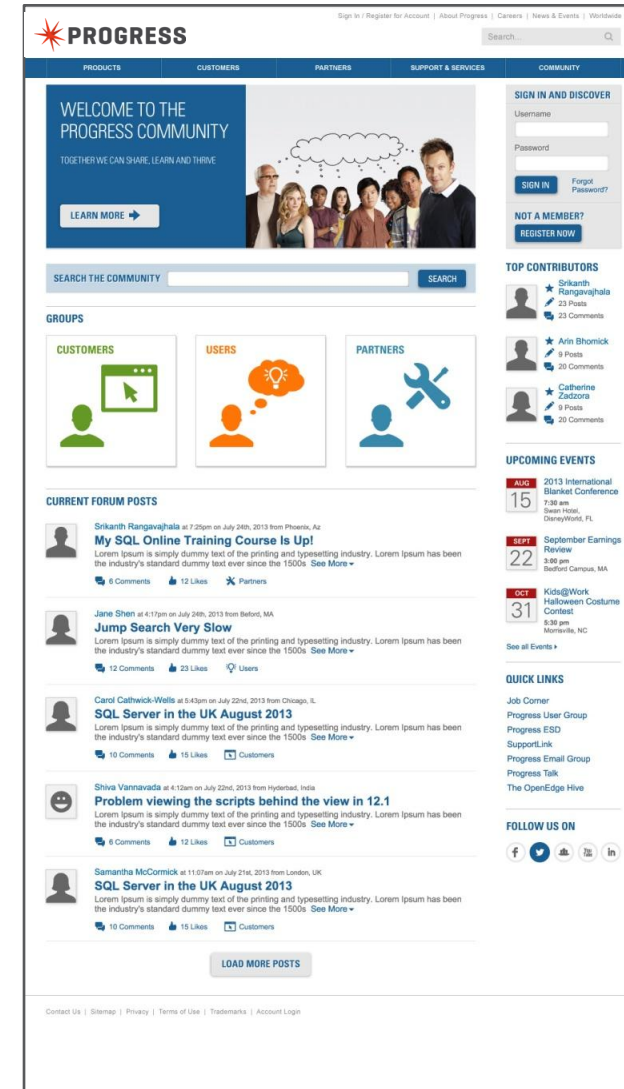 Sign In / Register for Account | About Progress | Careers | News & Events | Worldwide
PROGRESS
Search...
PRODUCTS CUSTOMERS PARTNERS SUPPORT & SERVICES COMMUNITY
WELCOME TO THE
PROGRESS COMMUNITY
TOGETHER WE CAN SHARE, LEARN AND THRIVE
LEARN MORE
SIGN IN AND DISCOVER
Username
Password
SIGN IN
Forgot
Password?
NOT A MEMBER?
REGISTER NOW
SEARCH THE COMMUNITY
SEARCH
GROUPS
CUSTOMERS
USERS
PARTNERS
CURRENT FORUM POSTS
Srikanth Rangavajhala at 7:25pm on July 24th, 2013 from Phoenix, Az
My SQL Online Training Course Is Up!
Lorem Ipsum is simply dummy text of the printing and typesetting industry. Lorem Ipsum has been
the industry's standard dummy text ever since the 1500s See More
6 Comments 12 Likes Partners
Jane Shen at 4:17pm on July 24th, 2013 from Beford, MA
Jump Search Very Slow
Lorem Ipsum is simply dummy text of the printing and typesetting industry. Lorem Ipsum has been
the industry's standard dummy text ever since the 1500s See More
12 Comments 23 Likes Users
Carol Cathwick-Wells at 5:43pm on July 22nd, 2013 from Chicago, IL
SQL Server in the UK August 2013
Lorem Ipsum is simply dummy text of the printing and typesetting industry. Lorem Ipsum has been
the industry's standard dummy text ever since the 1500s See More
10 Comments 15 Likes Customers
Shiva Vannavada at 4:12am on July 22nd, 2013 from Hyderbad, India
Problem viewing the scripts behind the view in 12.1
Lorem Ipsum is simply dummy text of the printing and typesetting industry. Lorem Ipsum has been
the industry's standard dummy text ever since the 1500s See More
6 Comments 12 Likes Customers
Samantha McCormick at 11:07am on July 21st, 2013 from London, UK
SQL Server in the UK August 2013
Lorem Ipsum is simply dummy text of the printing and typesetting industry. Lorem Ipsum has been
the industry's standard dummy text ever since the 1500s See More
10 Comments 15 Likes Customers
LOAD MORE POSTS
TOP CONTRIBUTORS
Srikanth
Rangavajhala
23 Posts
23 Comments
Arin Bhomick
9 Posts
20 Comments
Catherine
Zadzora
9 Posts
20 Comments
UPCOMING EVENTS
AUG
15
2013 International
Blanket Conference
7:30 am
Swan Hotel,
DisneyWorld, FL
SEPT
22
September Earnings
Review
3:00 pm
Bedford Campus, MA
OCT
31
Kids@Work
Halloween Costume
Contest
5:30 pm
Morrisville, NC
See all Events
QUICK LINKS
Job Corner
Progress User Group
Progress ESD
SupportLink
Progress Email Group
Progress Talk
The OpenEdge Hive
FOLLOW US ON
f
You
Tube
in
Contact Us | Sitemap | Privacy | Terms of Use | Trademarks | Account Login